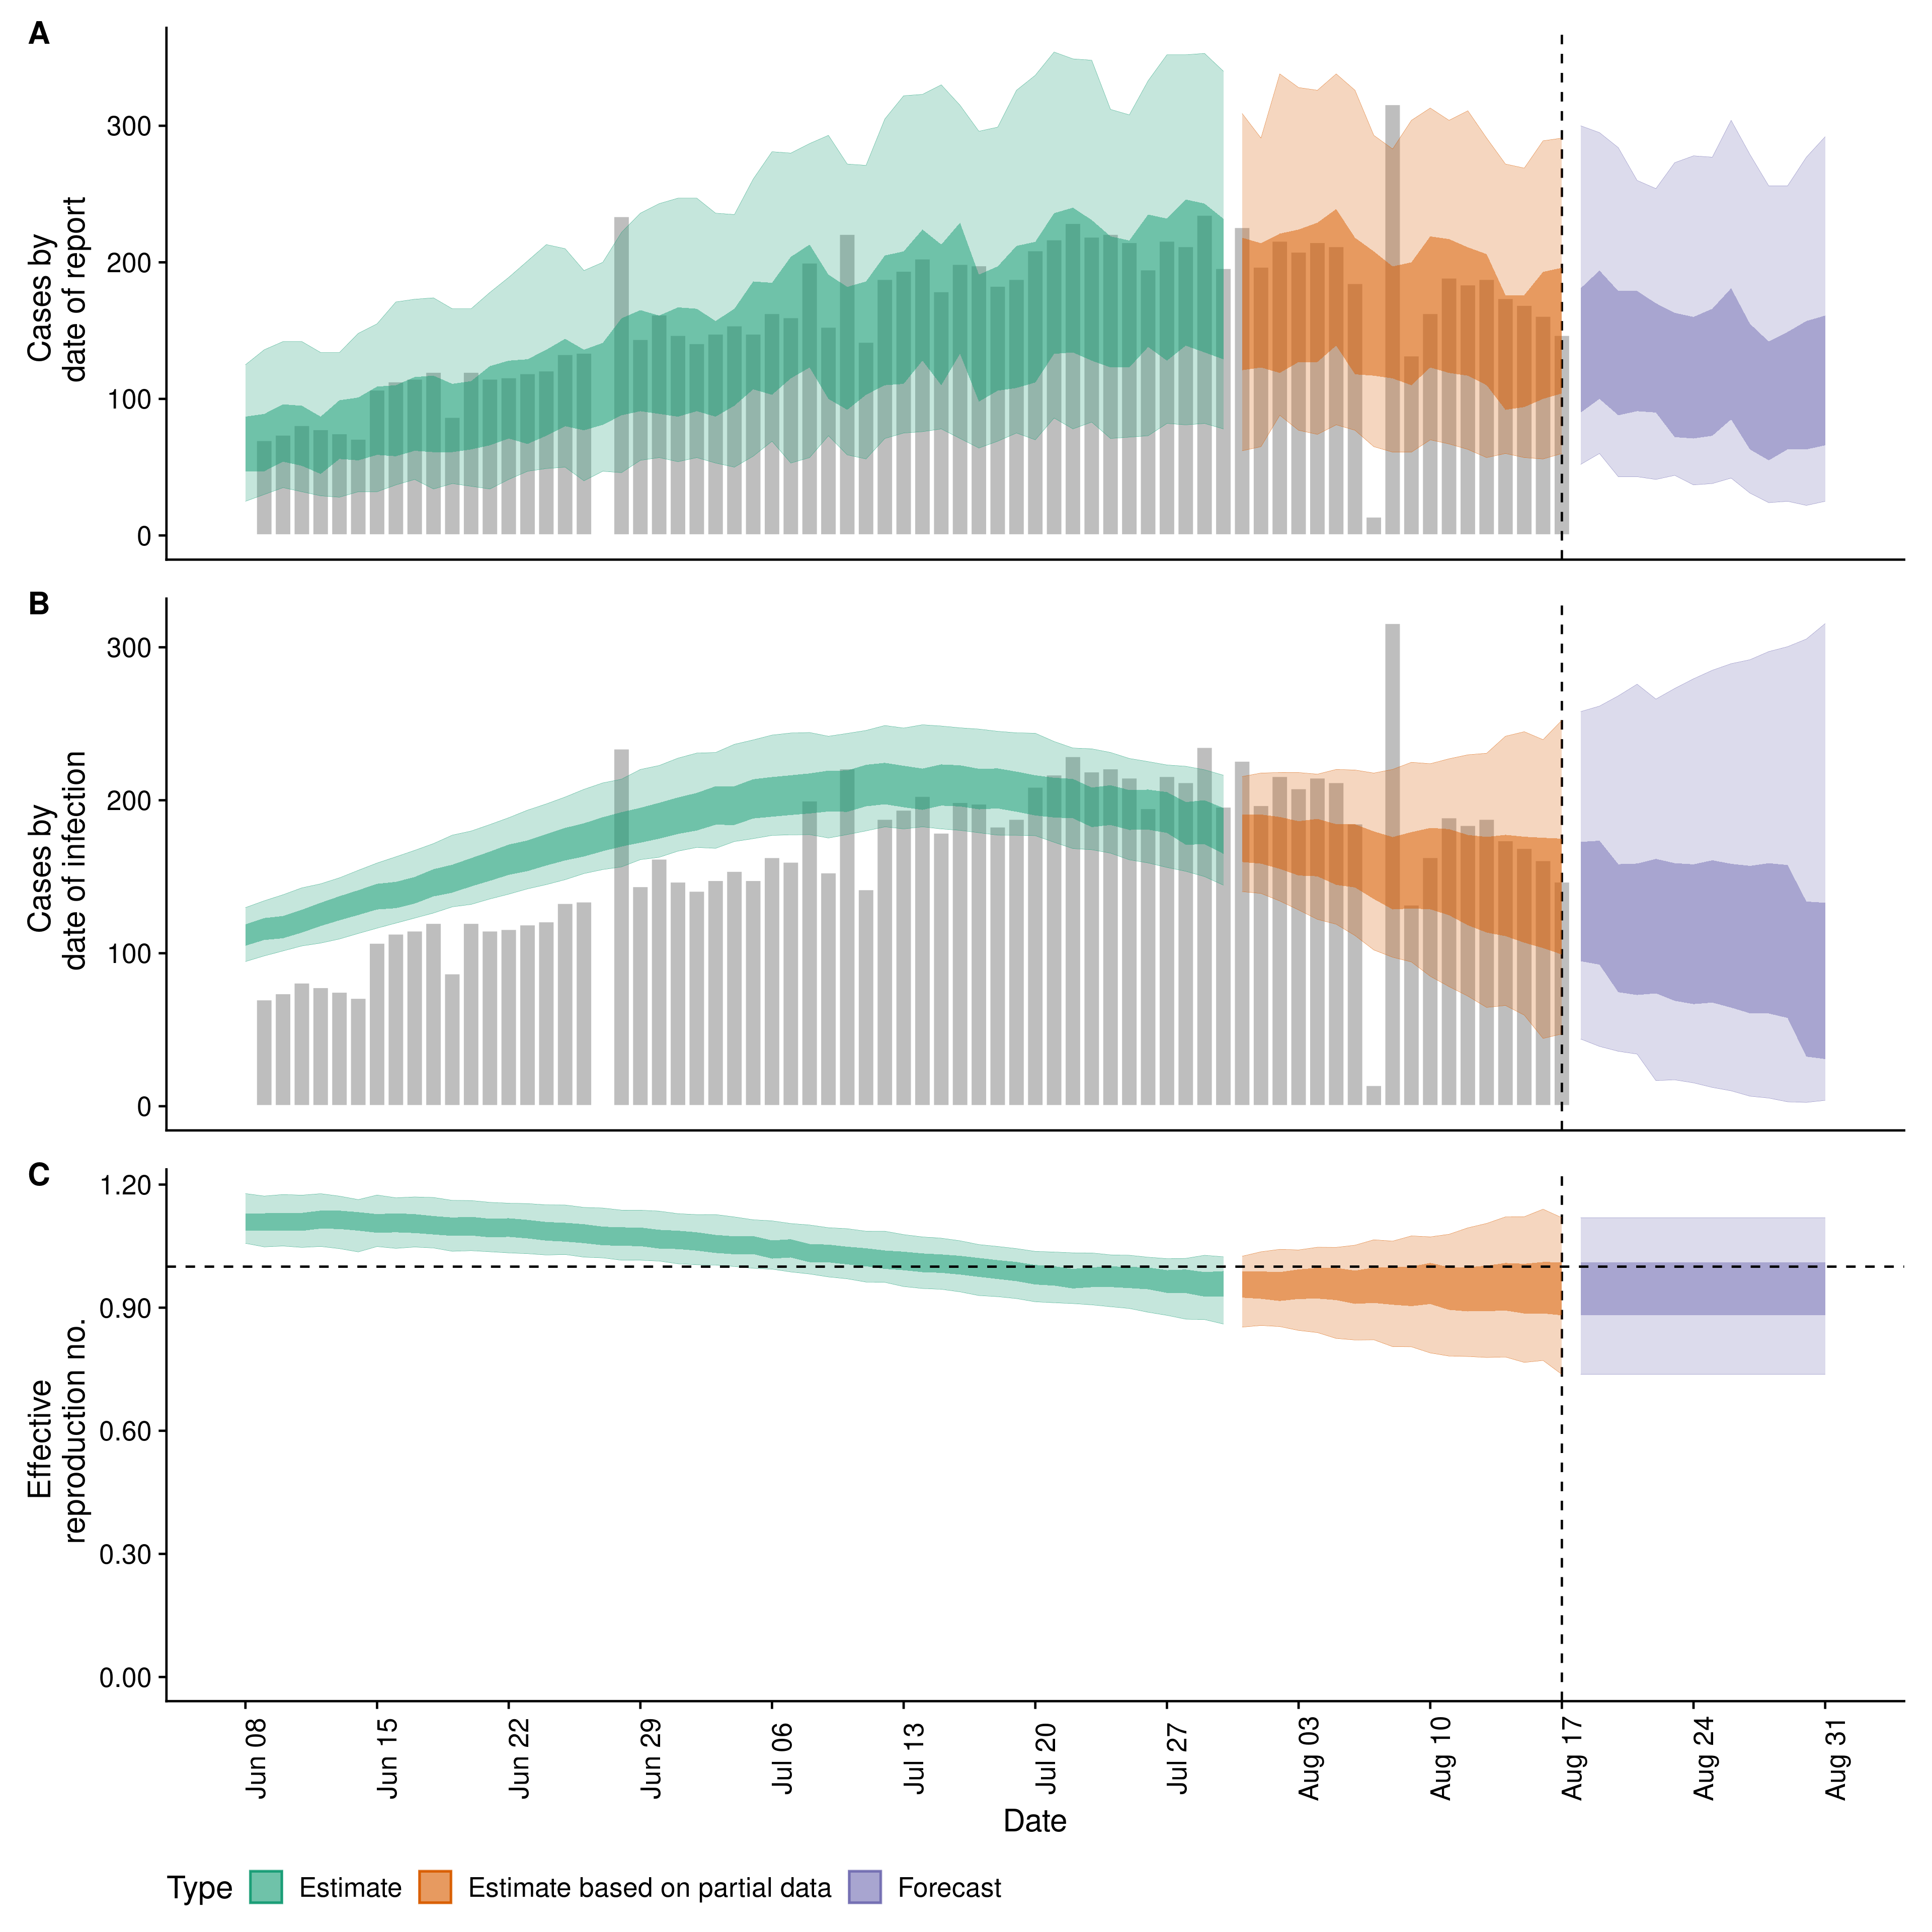 A
Cases by
date of report
300
200
100
0
B
Cases by
date of infection
300
200
100
0
C
Effective
reproduction no.
1.20
0.90
0.60
0.30
0.00
Jun 08
Jun 15
Jun 22
Jun 29
Jul 06
Jul 13
Jul 20
Jul 27
Aug 03
Aug 10
Aug 17
Aug 24
Aug 31
Date
Type Estimate Estimate based on partial data Forecast